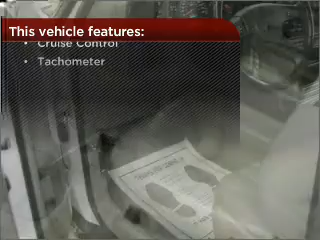 This vehicle features:
• Cruise Control
• Tachometer